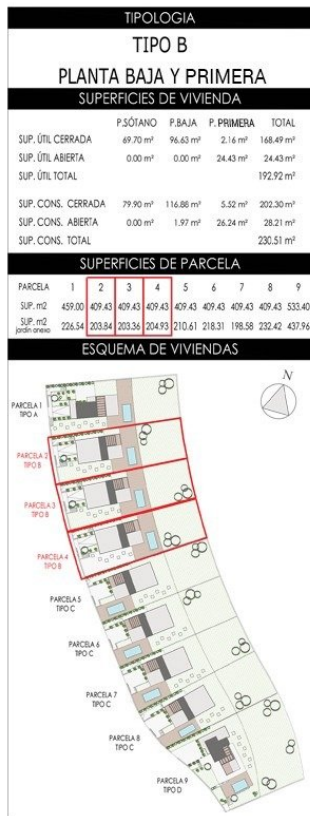 TIPOLOGIA
TIPO B
PLANTA BAJA Y PRIMERA
SUPERFICIES DE VIVIENDA
P.SÓTANO P.BAJA P. PRIMERA TOTAL
SUP. ÚTIL CERRADA 69.70 m² 96.63 m² 2.16 m² 168.49 m²
SUP. ÚTIL ABIERTA 0.00 m² 0.00 m² 24.43 m² 24.43 m²
SUP. ÚTIL TOTAL 192.92 m²
SUP. CONS. CERRADA 79.90 m² 116.88 m² 5.52 m² 202.30 m²
SUP. CONS. ABIERTA 0.00 m² 1.97 m² 26.24 m² 28.21 m²
SUP. CONS. TOTAL 230.51 m²
SUPERFICIES DE PARCELA
PARCELA 1 2 3 4 5 6 7 8 9
SUP. m2 459.00 409.43 409.43 409.43 409.43 409.43 409.43 409.43 533.40
SUP. m2 jardín anexo 226.54 203.84 203.36 204.93 210.61 218.31 198.58 232.42 437.96
ESQUEMA DE VIVIENDAS
N
PARCELA 1
TIPO A
PARCELA 2
TIPO B
PARCELA 3
TIPO B
PARCELA 4
TIPO B
PARCELA 5
TIPO C
PARCELA 6
TIPO C
PARCELA 7
TIPO C
PARCELA 8
TIPO C
PARCELA 9
TIPO D